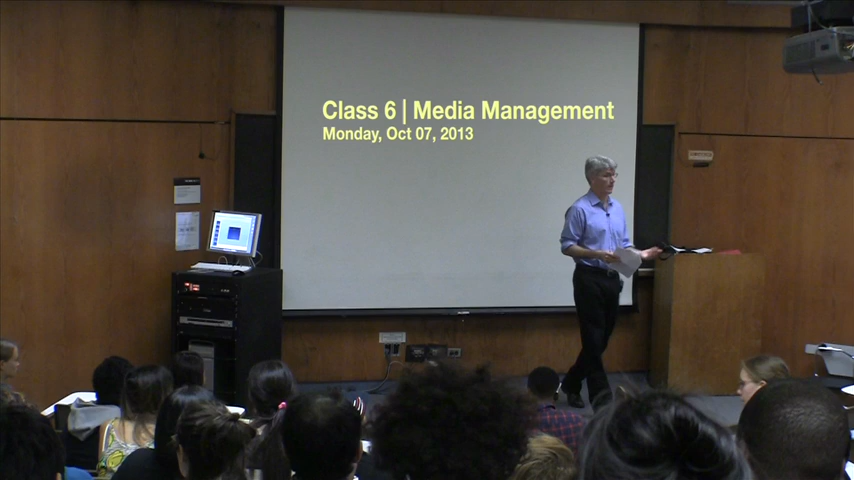 Class 6 | Media Management
Monday, Oct 07, 2013